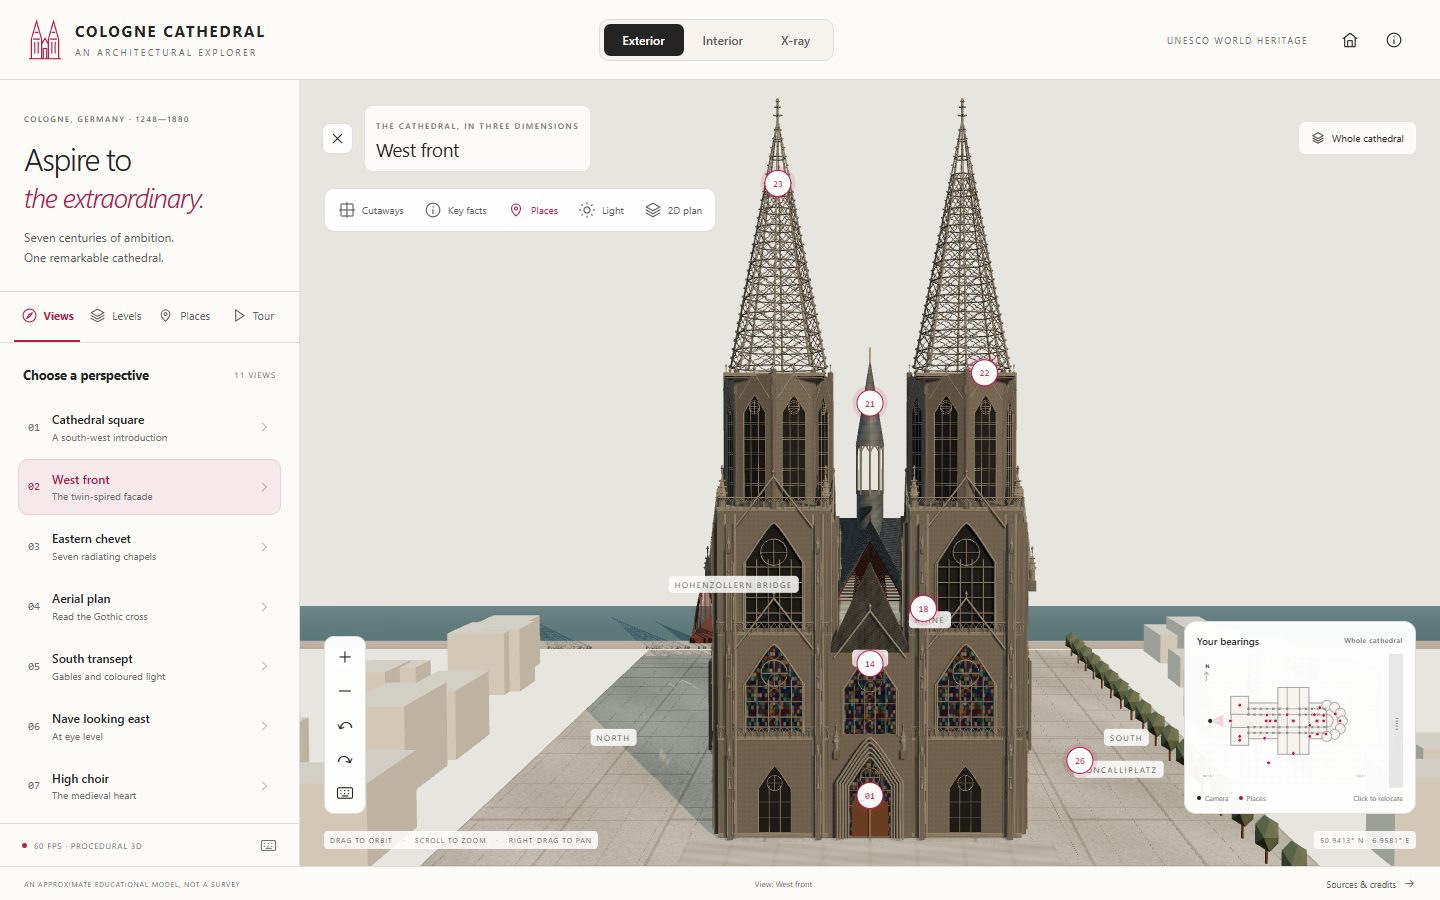 COLOGNE CATHEDRAL
AN ARCHITECTURAL EXPLORER
Exterior
Interior
X-ray
UNESCO WORLD HERITAGE
COLOGNE, GERMANY · 1248—1880
Aspire to
the extraordinary.
Seven centuries of ambition.
One remarkable cathedral.
Views
Levels
Places
Tour
Choose a perspective
11 VIEWS
01
Cathedral square
A south-west introduction
02
West front
The twin-spired facade
03
Eastern chevet
Seven radiating chapels
04
Aerial plan
Read the Gothic cross
05
South transept
Gables and coloured light
06
Nave looking east
At eye level
07
High choir
The medieval heart
60 FPS · PROCEDURAL 3D
THE CATHEDRAL, IN THREE DIMENSIONS
West front
Cutaways
Key facts
Places
Light
2D plan
Whole cathedral
23
22
21
HOHENZOLLERN BRIDGE
18
14
NORTH
SOUTH
26
01
Your bearings
Whole cathedral
N
Camera
Places
Click to relocate
DRAG TO ORBIT · SCROLL TO ZOOM · RIGHT-DRAG TO PAN
50.9413° N · 6.9581° E
AN APPROXIMATE EDUCATIONAL MODEL, NOT A SURVEY
View: West front
Sources & credits